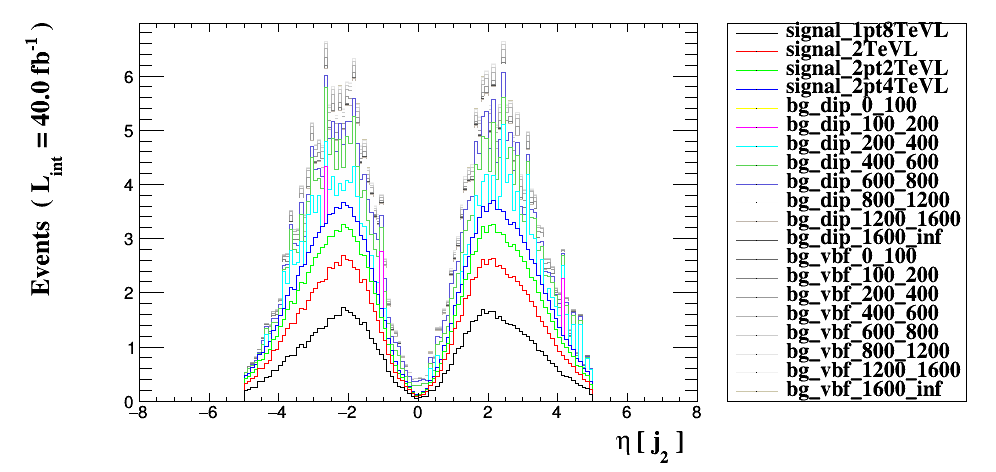 Events ( L_int = 40.0 fb^-1 )
6
5
4
3
2
1
0
−8 −6 −4 −2 0 2 4 6 8
η [ j_2 ]
signal_1pt8TeVL
signal_2TeVL
signal_2pt2TeVL
signal_2pt4TeVL
bg_dip_0_100
bg_dip_100_200
bg_dip_200_400
bg_dip_400_600
bg_dip_600_800
bg_dip_800_1200
bg_dip_1200_1600
bg_dip_1600_inf
bg_vbf_0_100
bg_vbf_100_200
bg_vbf_200_400
bg_vbf_400_600
bg_vbf_600_800
bg_vbf_800_1200
bg_vbf_1200_1600
bg_vbf_1600_inf